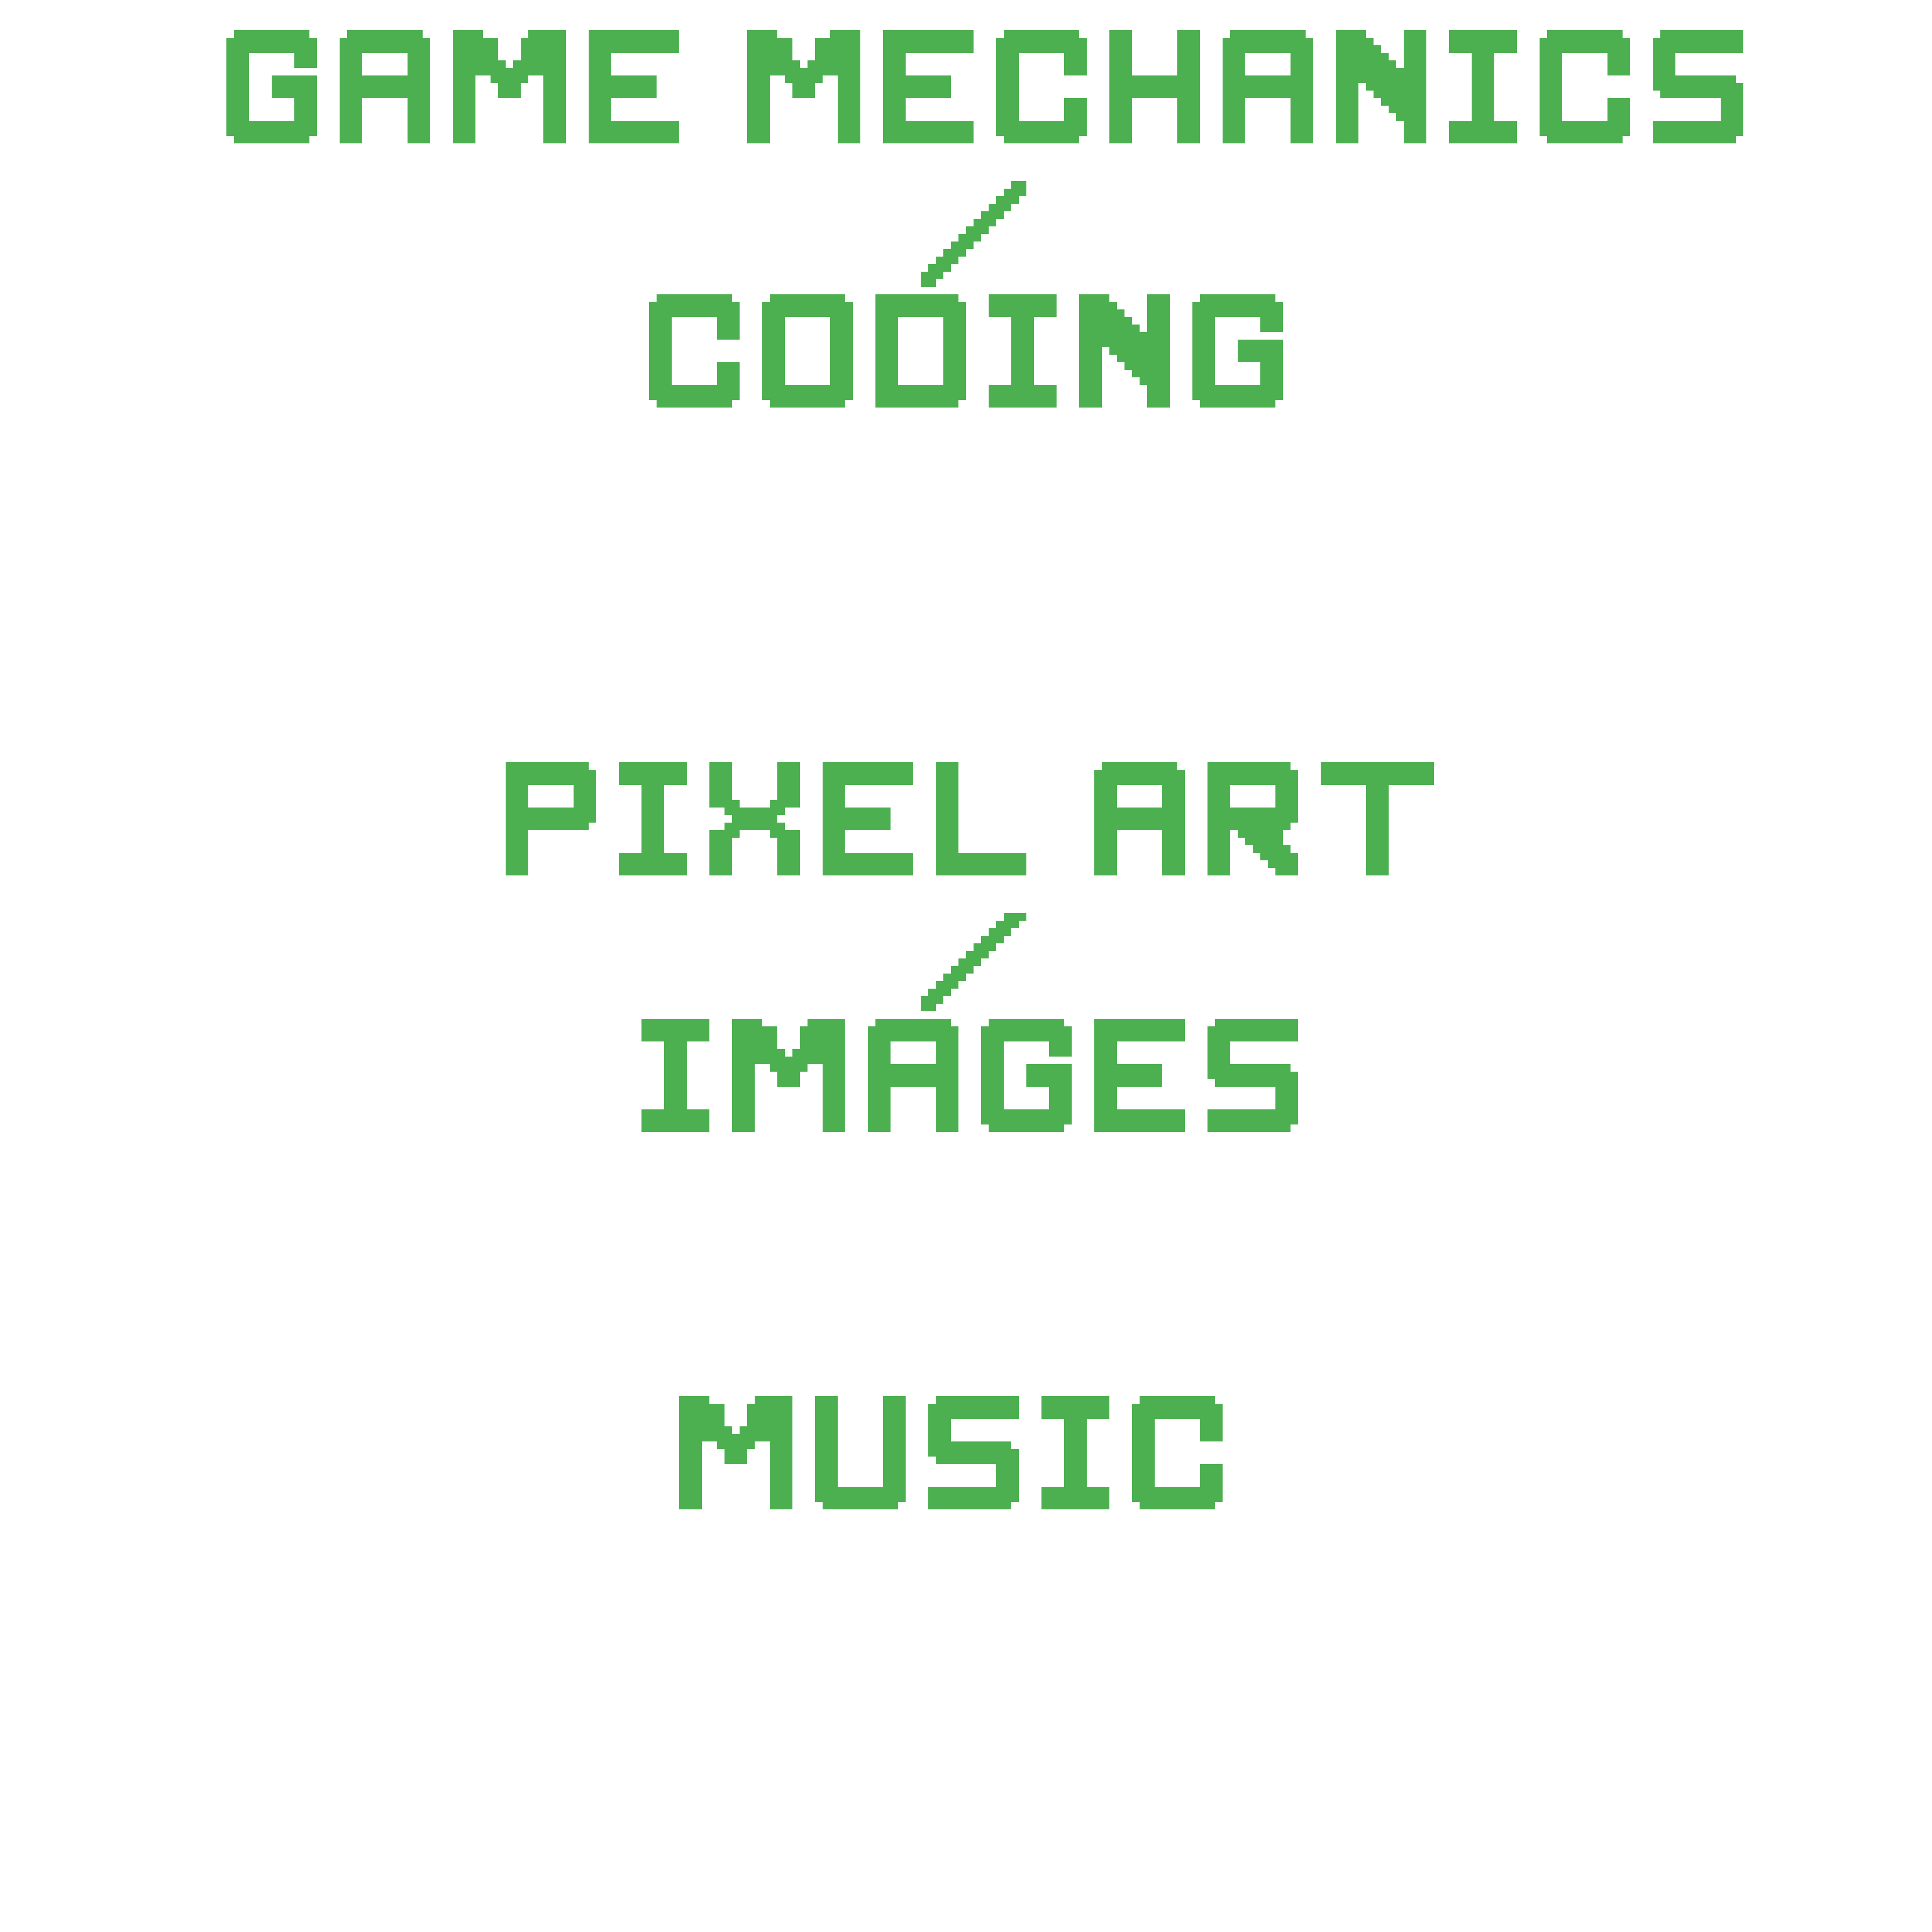 GAME MECHANICS
/
CODING
PIXEL ART
/
IMAGES
MUSIC